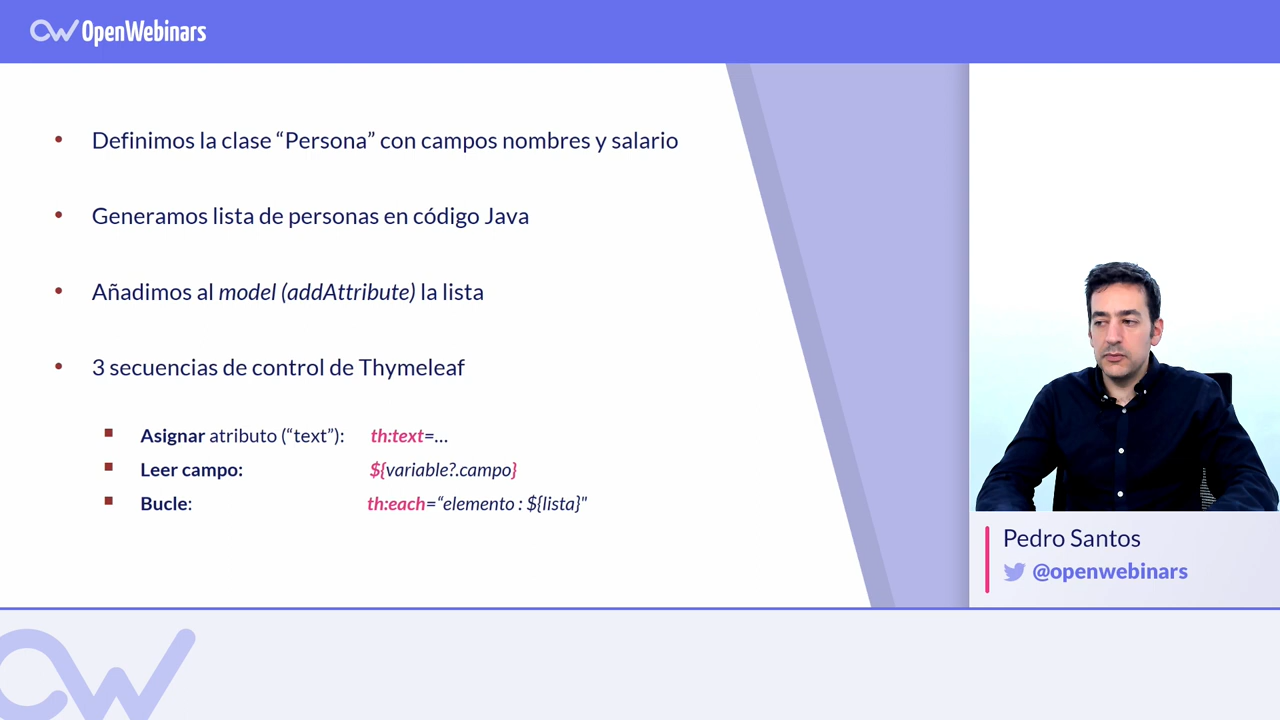 OpenWebinars
• Definimos la clase “Persona” con campos nombres y salario
• Generamos lista de personas en código Java
• Añadimos al model (addAttribute) la lista
• 3 secuencias de control de Thymeleaf
▪ Asignar atributo (“text”): th:text=...
▪ Leer campo: ${variable?.campo}
▪ Bucle: th:each=“elemento : ${lista}"
Pedro Santos
@openwebinars